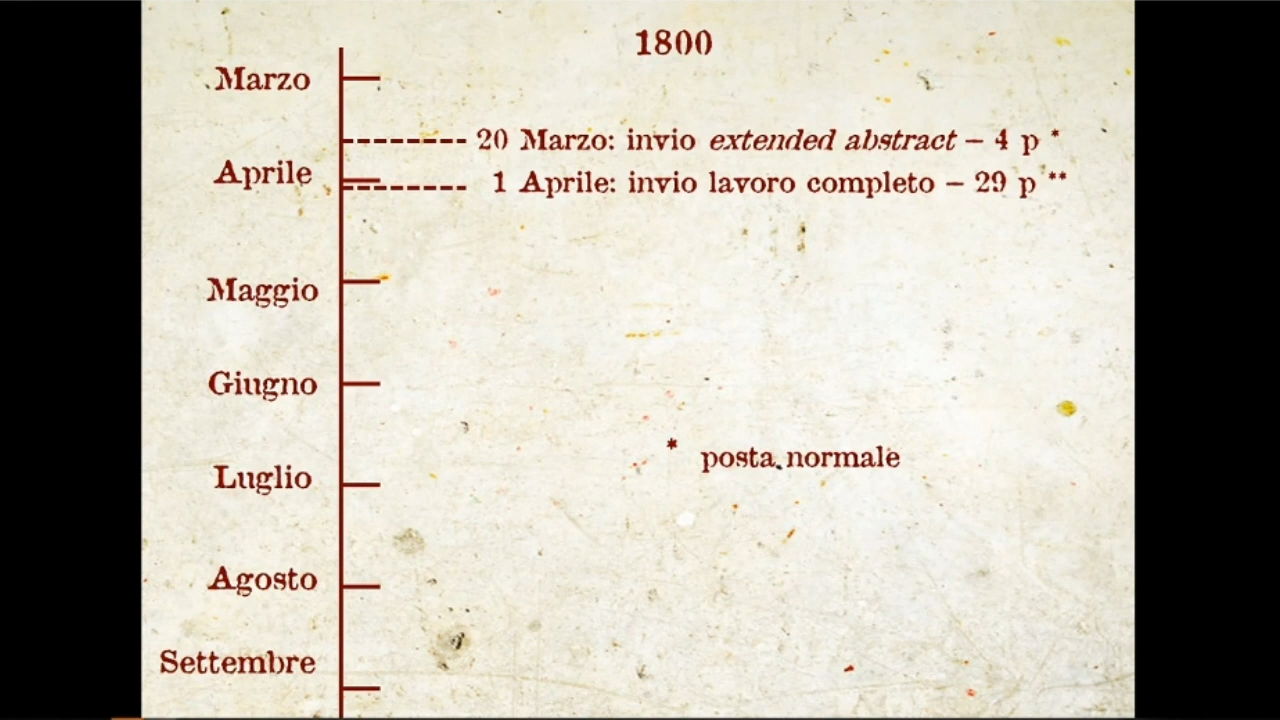 1800
Marzo
20 Marzo: invio extended abstract – 4 p *
Aprile
1 Aprile: invio lavoro completo – 29 p **
Maggio
Giugno
* posta normale
Luglio
Agosto
Settembre